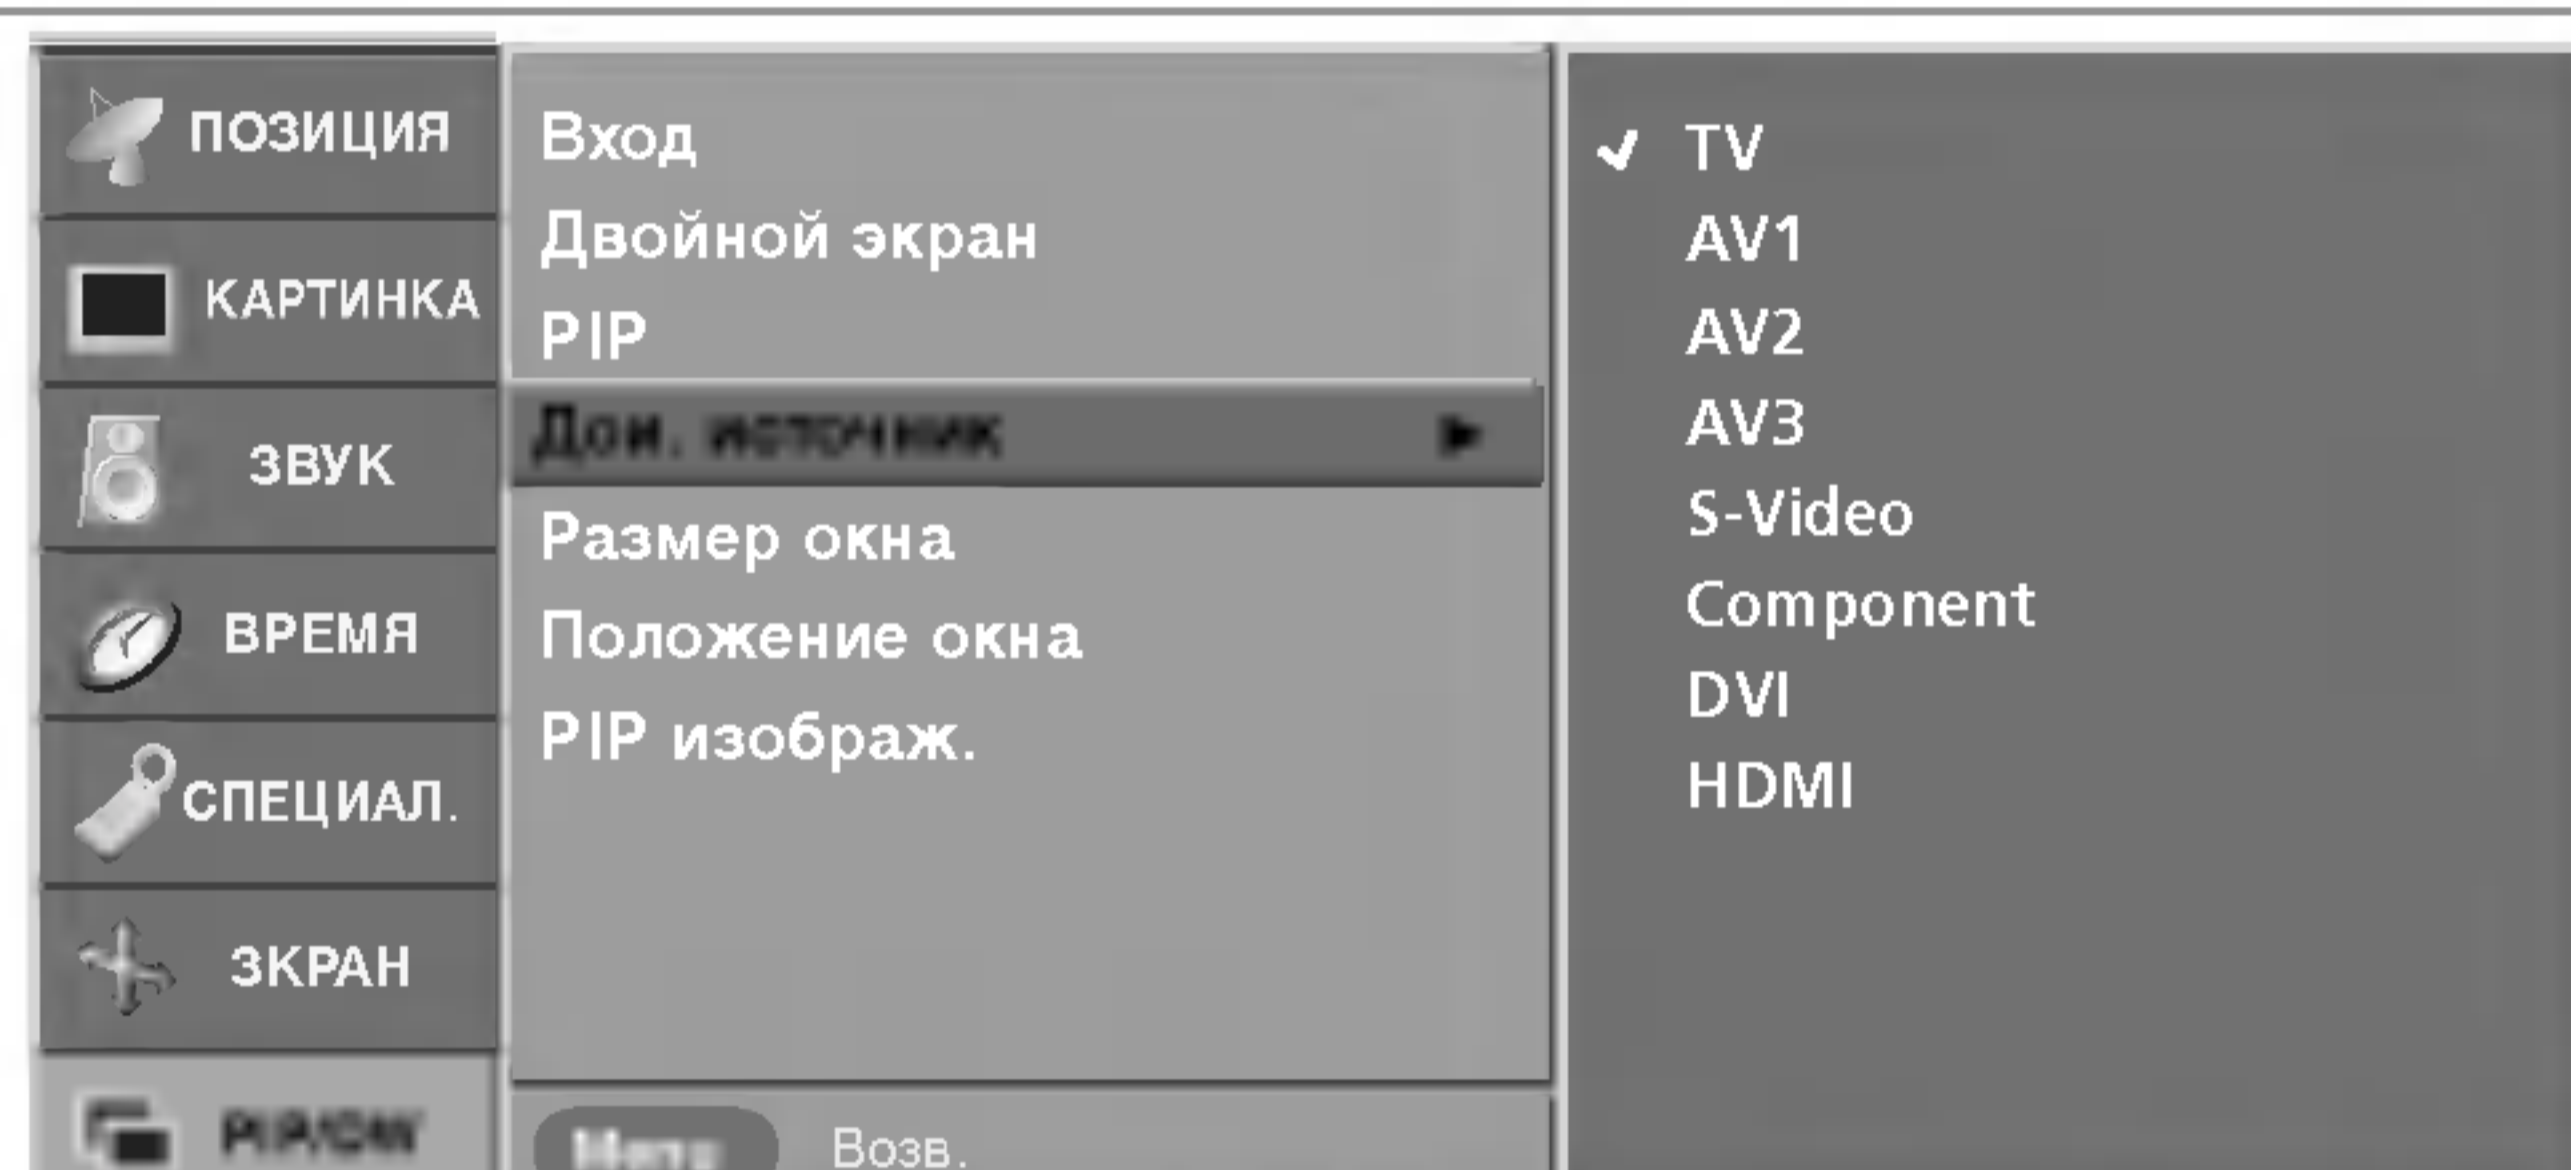 ПОЗИЦИЯ
КАРТИНКА
ЗВУК
ВРЕМЯ
СПЕЦИАЛ.
ЗКРАН
Вход
Двойной экран
PIP
источник
Размер окна
Положение окна
PIP изображ.
Возв.
TV
AV1
AV2
AV3
S-Video
Component
DVI
HDMI